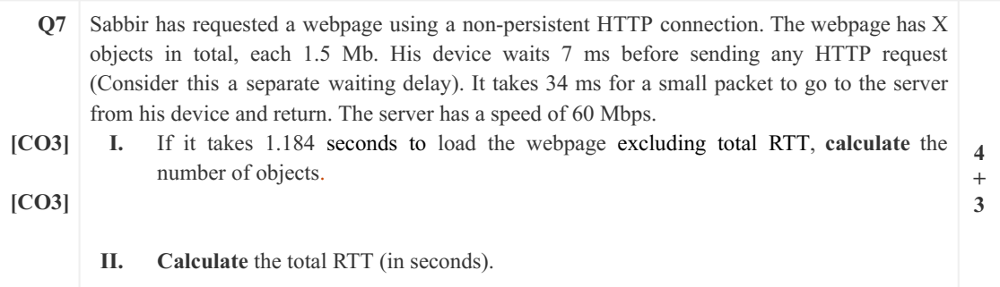 Q7 Sabbir has requested a webpage using a non-persistent HTTP connection. The webpage has X
objects in total, each 1.5 Mb. His device waits 7 ms before sending any HTTP request
(Consider this a separate waiting delay). It takes 34 ms for a small packet to go to the server
from his device and return. The server has a speed of 60 Mbps.
[CO3] I. If it takes 1.184 seconds to load the webpage excluding total RTT, calculate the
4
number of objects.
+
[CO3]
3
II. Calculate the total RTT (in seconds).